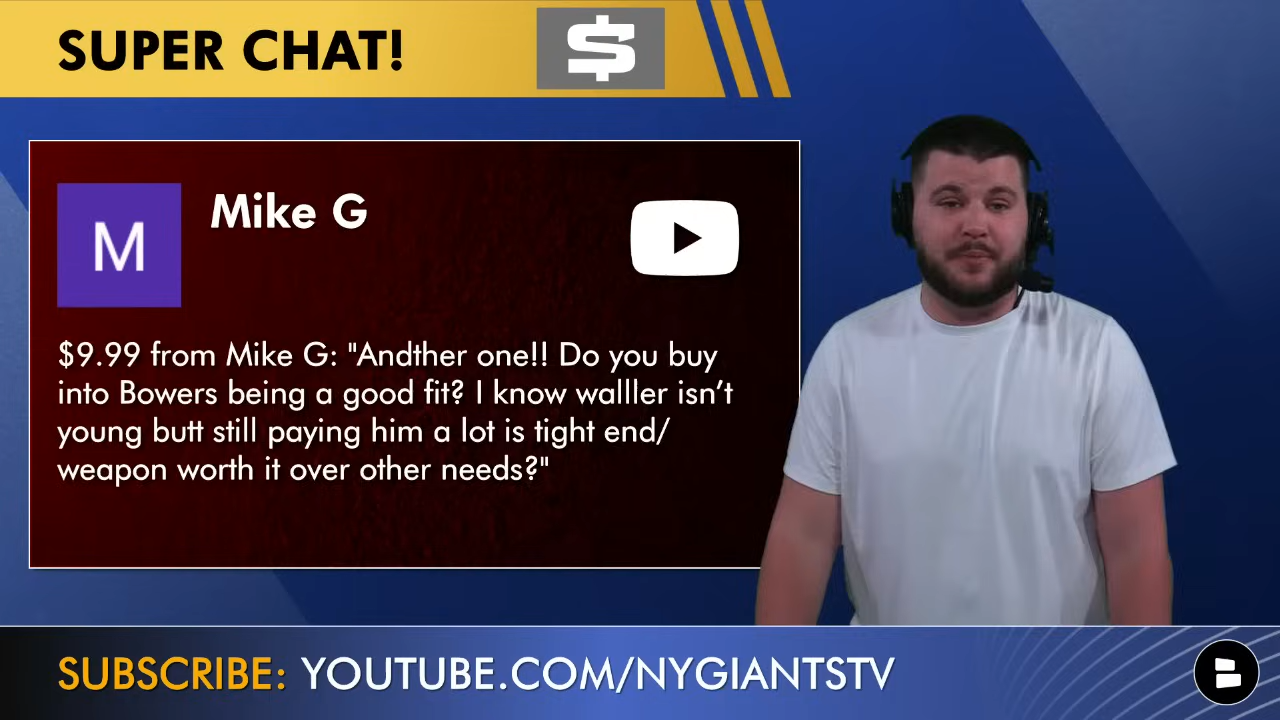 SUPER CHAT!
$
M
Mike G
$9.99 from Mike G: "Andther one!! Do you buy
into Bowers being a good fit? I know walller isn’t
young butt still paying him a lot is tight end/
weapon worth it over other needs?"
SUBSCRIBE: YOUTUBE.COM/NYGIANTSTV